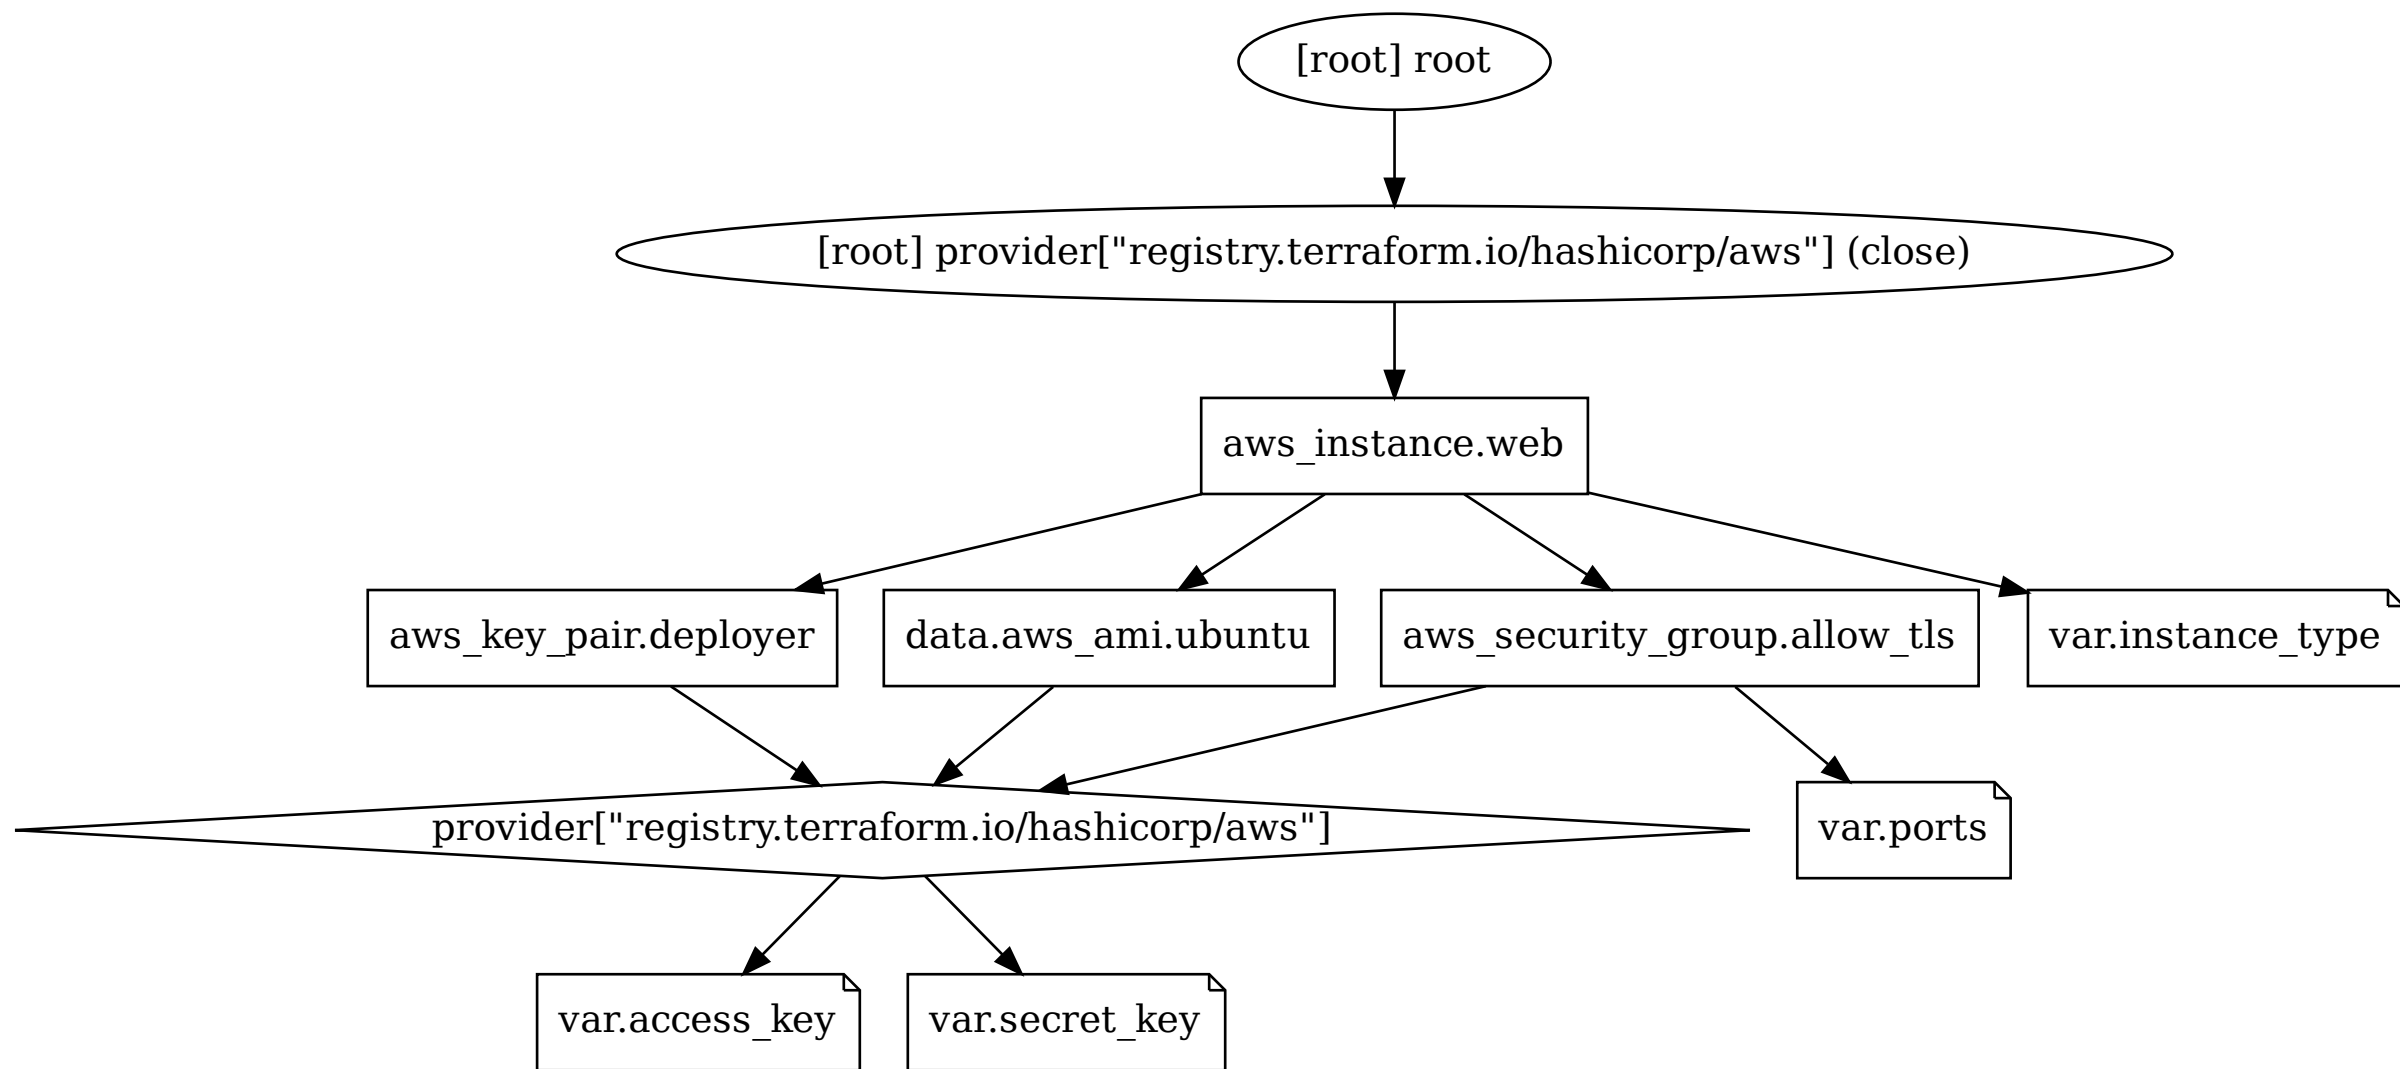 [root] root
[root] provider["registry.terraform.io/hashicorp/aws"] (close)
aws_instance.web
aws_key_pair.deployer
data.aws_ami.ubuntu
aws_security_group.allow_tls
var.instance_type
provider["registry.terraform.io/hashicorp/aws"]
var.ports
var.access_key
var.secret_key